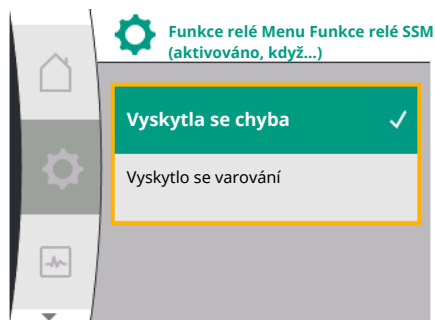 Funkce relé Menu Funkce relé SSM
(aktivováno, když...)
Vyskytla se chyba
Vyskytlo se varování